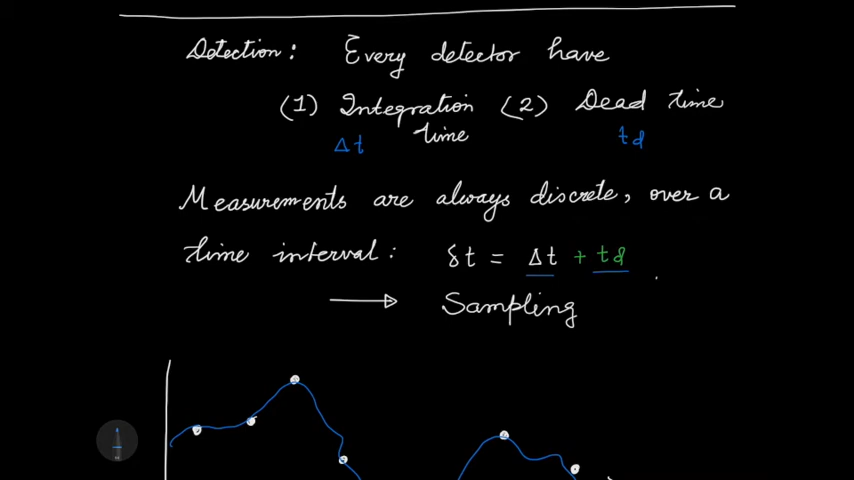 Detection: Every detector have
(1) Integration (2) Dead time
time
Δt td
Measurements are always discrete, over a
time interval: δt = Δt + td
Sampling